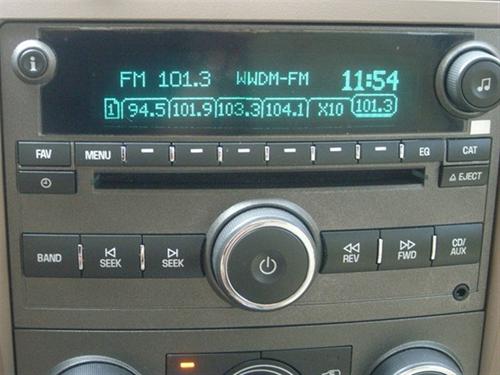 FM 101.3 WWDM-FM 11:54
1 94.5 101.9 103.3 104.1 X10 101.3
FAV MENU EQ CAT
EJECT
BAND SEEK SEEK REV FWD CD/AUX